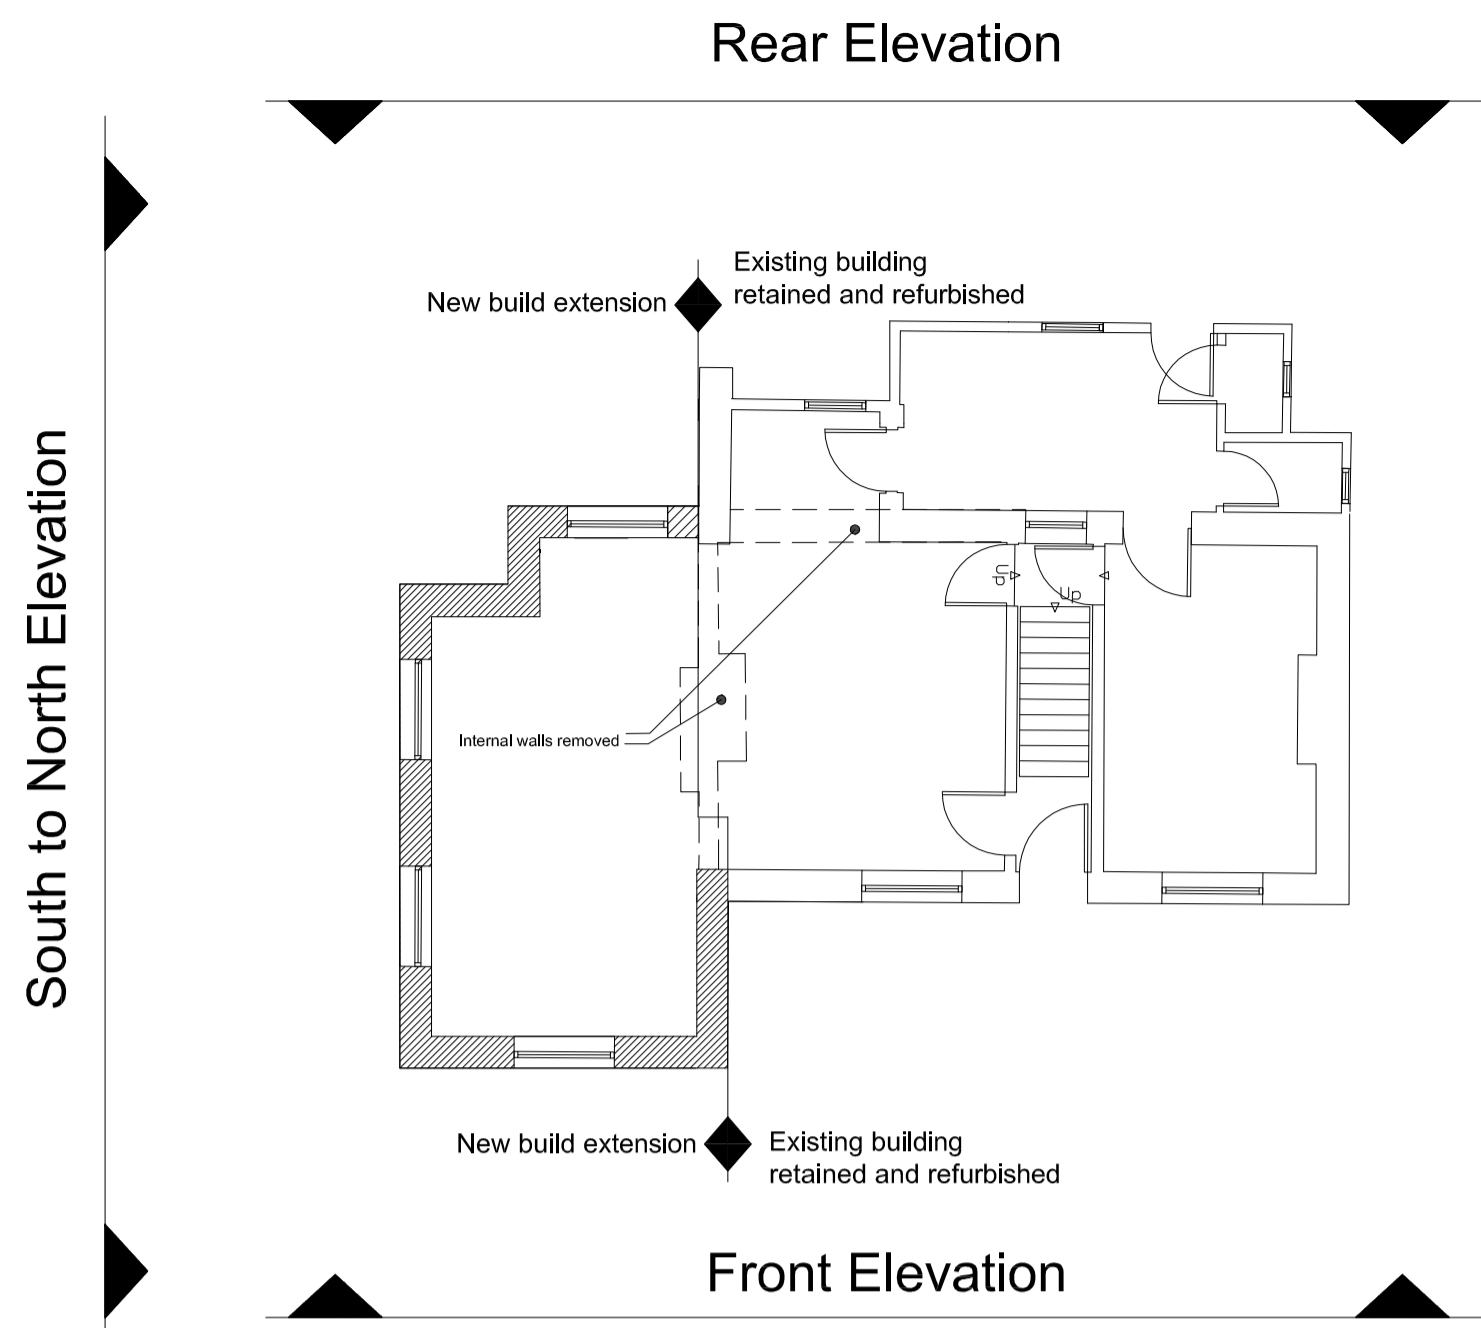 Rear Elevation
Existing building
New build extension
retained and refurbished
South to North Elevation
Up
Up
Internal walls removed
New build extension
Existing building
retained and refurbished
Front Elevation